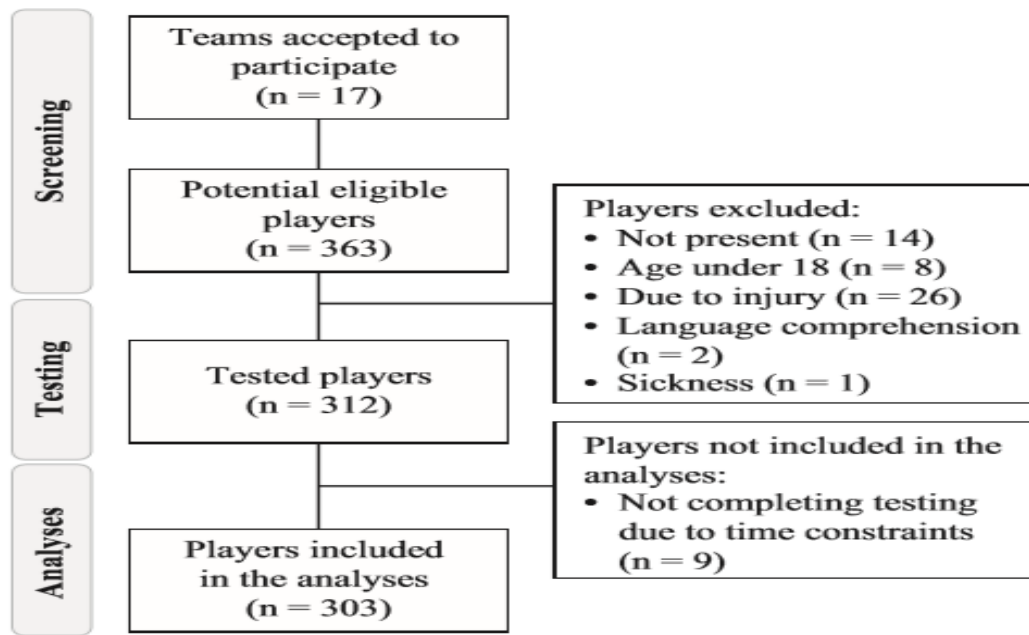 Screening
Teams accepted to
participate
(n = 17)
Potential eligible
players
(n = 363)
Players excluded:
• Not present (n = 14)
• Age under 18 (n = 8)
• Due to injury (n = 26)
• Language comprehension
(n = 2)
• Sickness (n = 1)
Testing
Tested players
(n = 312)
Players not included in the
analyses:
• Not completing testing
due to time constraints
(n = 9)
Analyses
Players included
in the analyses
(n = 303)